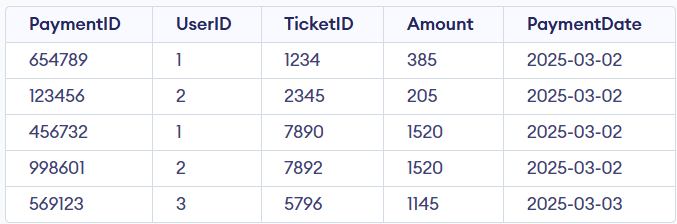 PaymentID UserID TicketID Amount PaymentDate
654789 1 1234 385 2025-03-02
123456 2 2345 205 2025-03-02
456732 1 7890 1520 2025-03-02
998601 2 7892 1520 2025-03-02
569123 3 5796 1145 2025-03-03